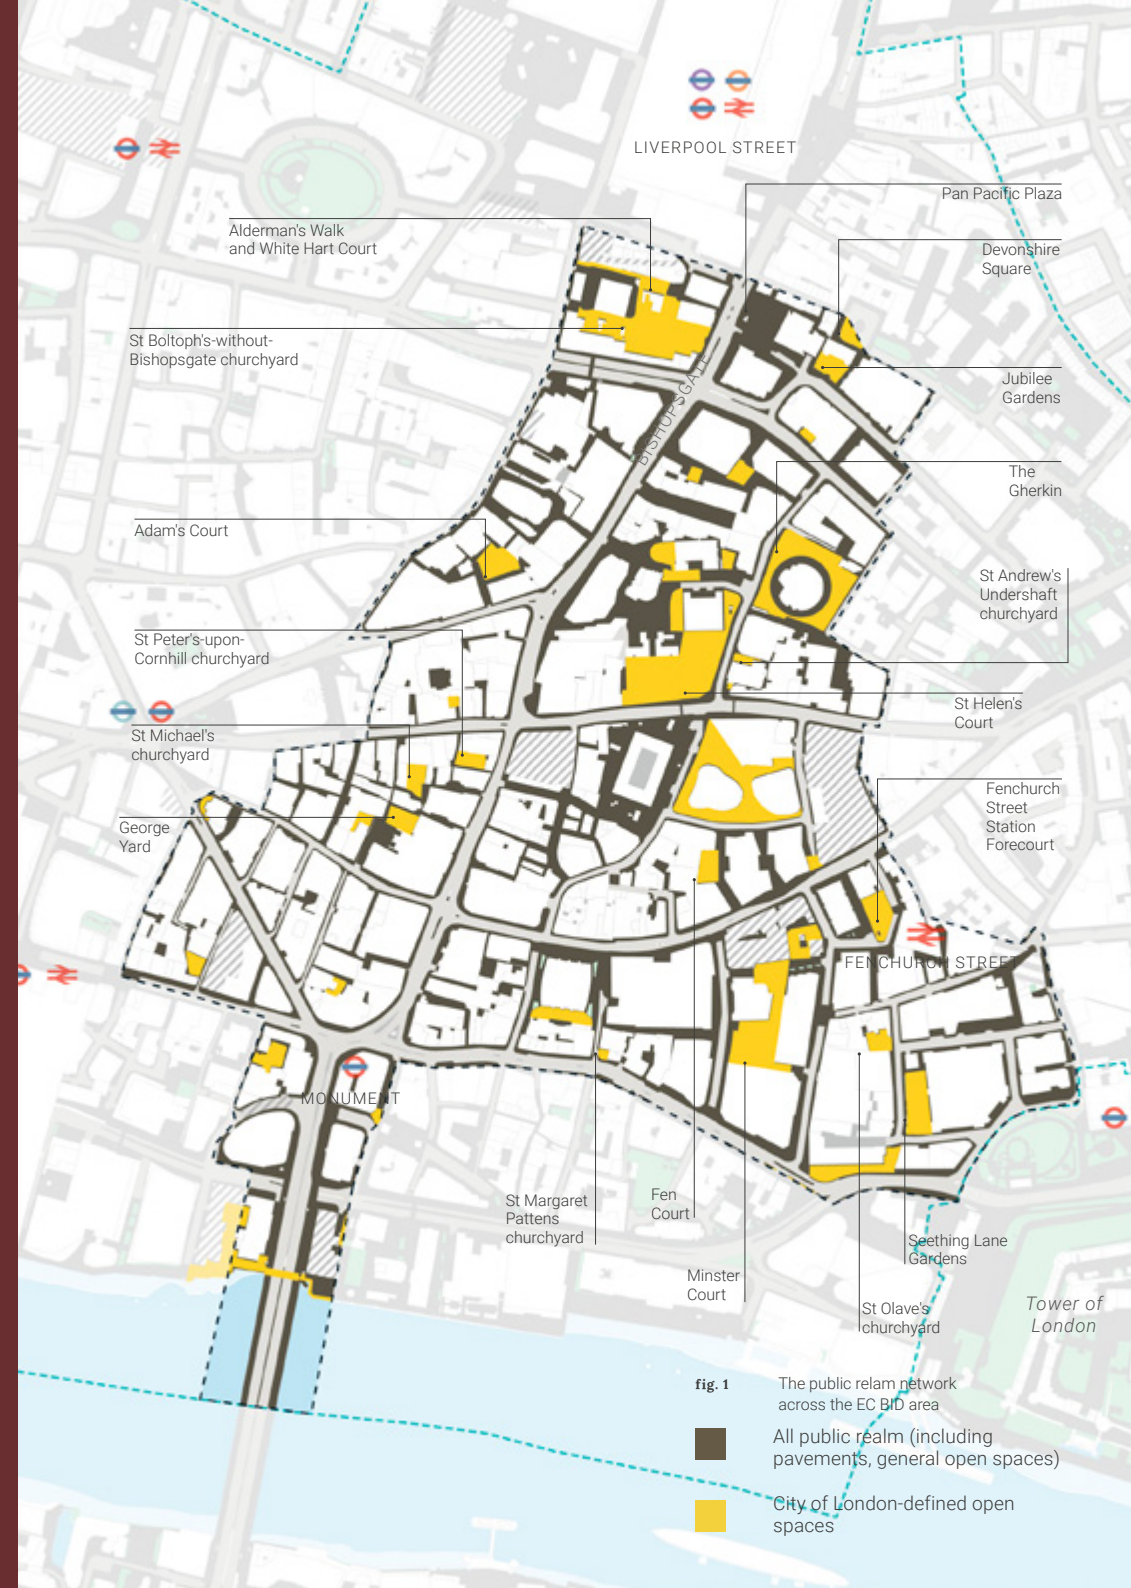 LIVERPOOL STREET
Pan Pacific Plaza
Alderman's Walk
and White Hart Court
Devonshire
Square
St Boltoph's-without-
Bishopsgate churchyard
Jubilee
Gardens
BISHOPSGATE
The
Gherkin
Adam's Court
St Andrew's
Undershaft
churchyard
St Peter's-upon-
Cornhill churchyard
St Helen's
Court
St Michael's
churchyard
Fenchurch
Street
Station
Forecourt
George
Yard
FENCHURCH STREET
MONUMENT
St Margaret
Pattens
churchyard
Fen
Court
Seething Lane
Gardens
Minster
Court
St Olave's
churchyard
Tower of
London
fig. 1
The public relam network
across the EC BID area
All public realm (including
pavements, general open spaces)
City of London-defined open
spaces